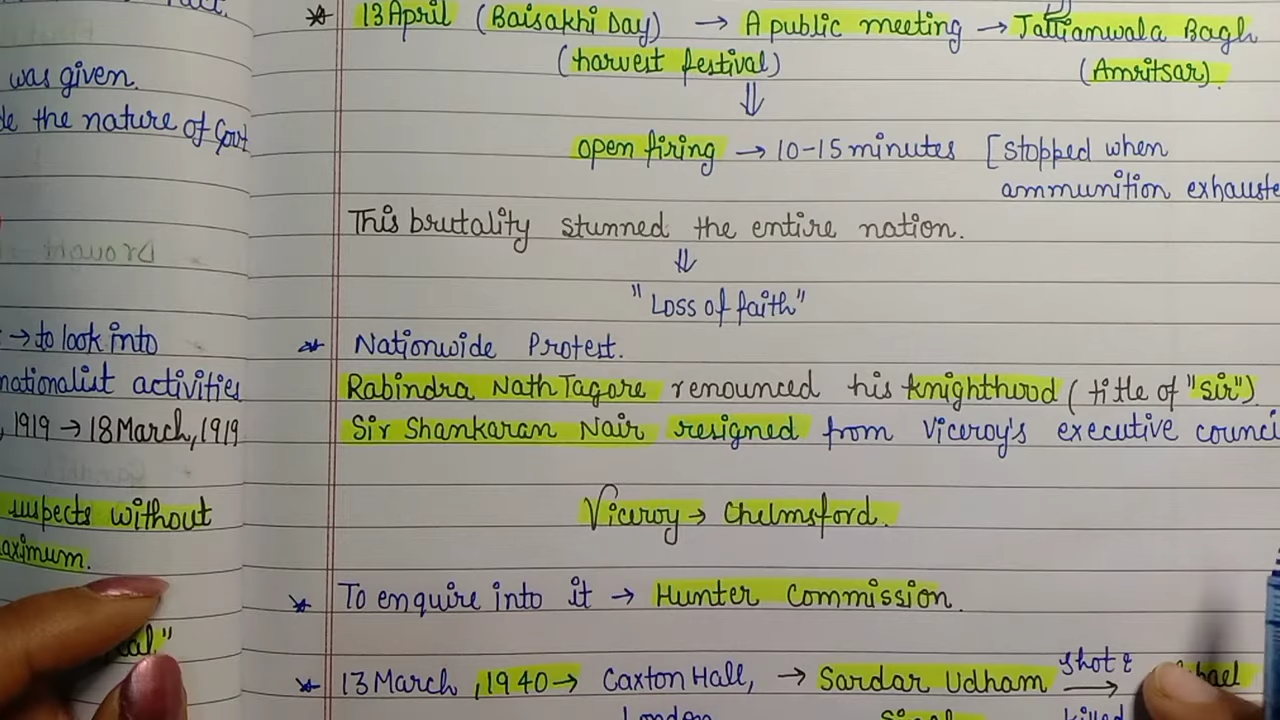 was given.
the nature of Govt
→ to look into
nationalist activities
, 1919 → 18 March, 1919
suspects without
* 13 April (Baisakhi Day) → A public meeting → Jallianwala Bagh
(harvest festival) (Amritsar).
⇓
open firing → 10-15 minutes [stopped when
ammunition
This brutality stunned the entire nation.
⇓
"Loss of faith"
* Nationwide Protest.
Rabindra Nath Tagore renounced his knighthood (title of "Sir").
Sir Shankaran Nair resigned from Viceroy's executive
Viceroy → Chelmsford.
* To enquire into it → Hunter Commission.
* 13 March, 1940 → Caxton Hall, → Sardar Udham shot &
London